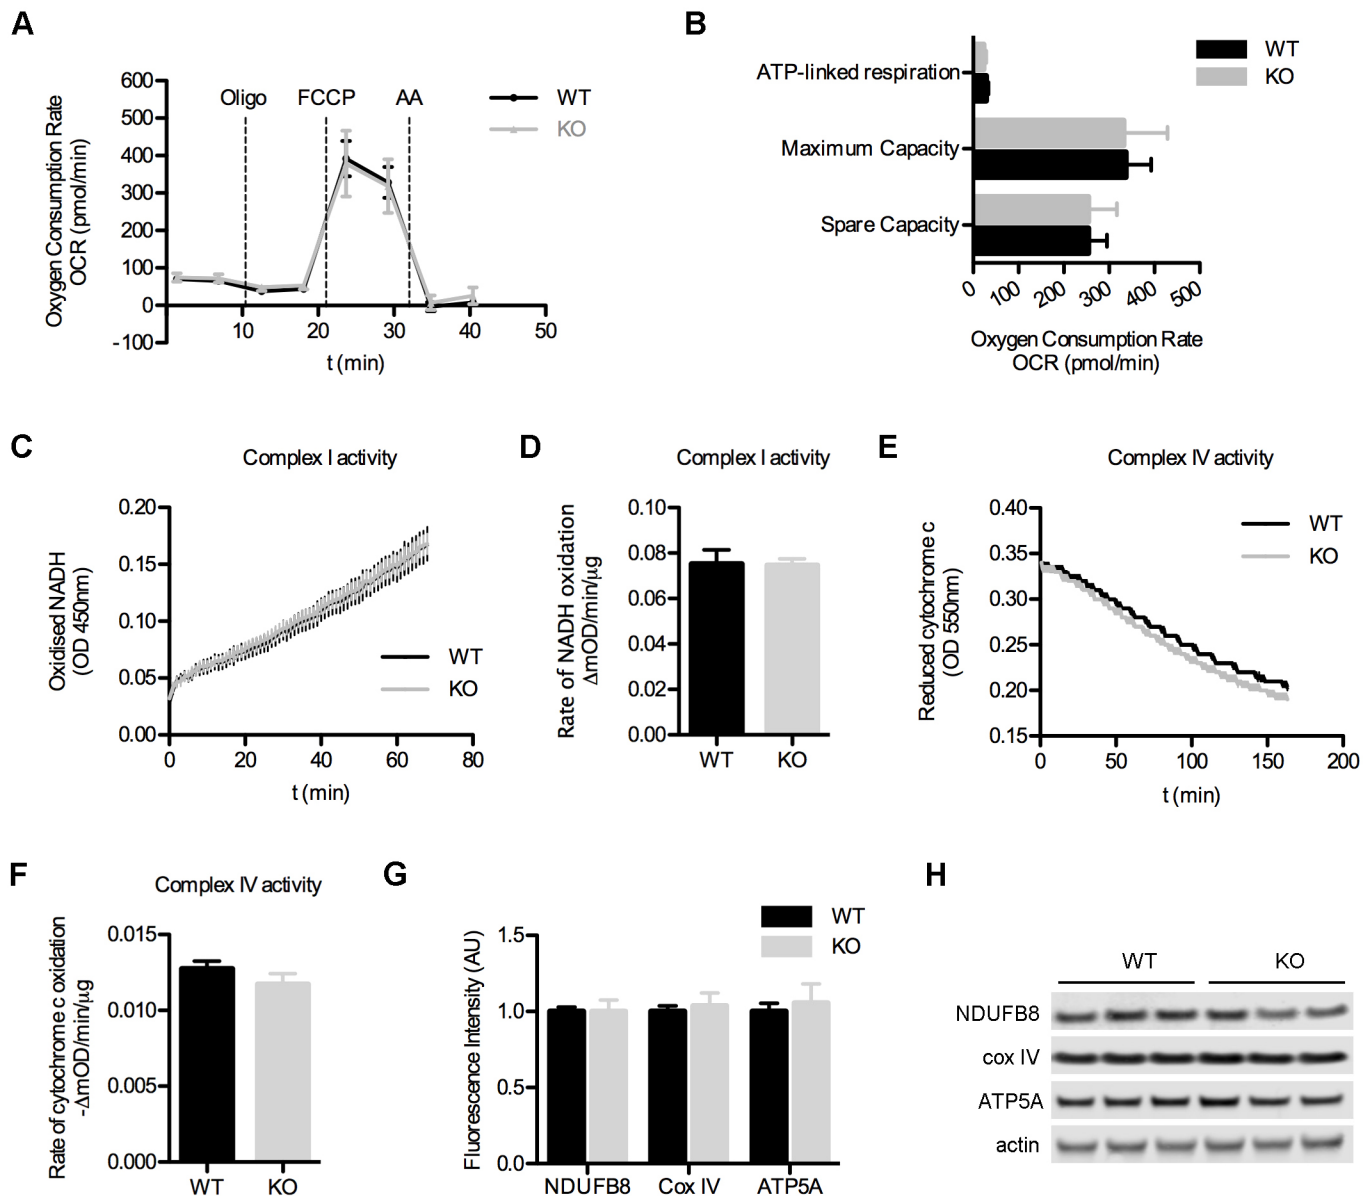 A
Oxygen Consumption Rate
OCR (pmol/min)
600
500
400
300
200
100
0
-100
Oligo
FCCP
AA
WT
KO
10
20
30
40
50
t (min)
B
ATP-linked respiration
Maximum Capacity
Spare Capacity
WT
KO
0
100
200
300
400
500
Oxygen Consumption Rate
OCR (pmol/min)
C
Complex I activity
Oxidised NADH
(OD 450nm)
0.20
0.15
0.10
0.05
0.00
WT
KO
0
20
40
60
80
t (min)
D
Complex I activity
Rate of NADH oxidation
ΔmOD/min/µg
0.10
0.08
0.06
0.04
0.02
0.00
WT
KO
E
Complex IV activity
Reduced cytochrome c
(OD 550nm)
0.40
0.35
0.30
0.25
0.20
0.15
WT
KO
0
50
100
150
200
t (min)
F
Complex IV activity
Rate of cytochrome c oxidation
-ΔmOD/min/µg
0.015
0.010
0.005
0.000
WT
KO
G
Fluorescence Intensity (AU)
1.5
1.0
0.5
0.0
WT
KO
NDUFB8
Cox IV
ATP5A
H
WT
KO
NDUFB8
cox IV
ATP5A
actin